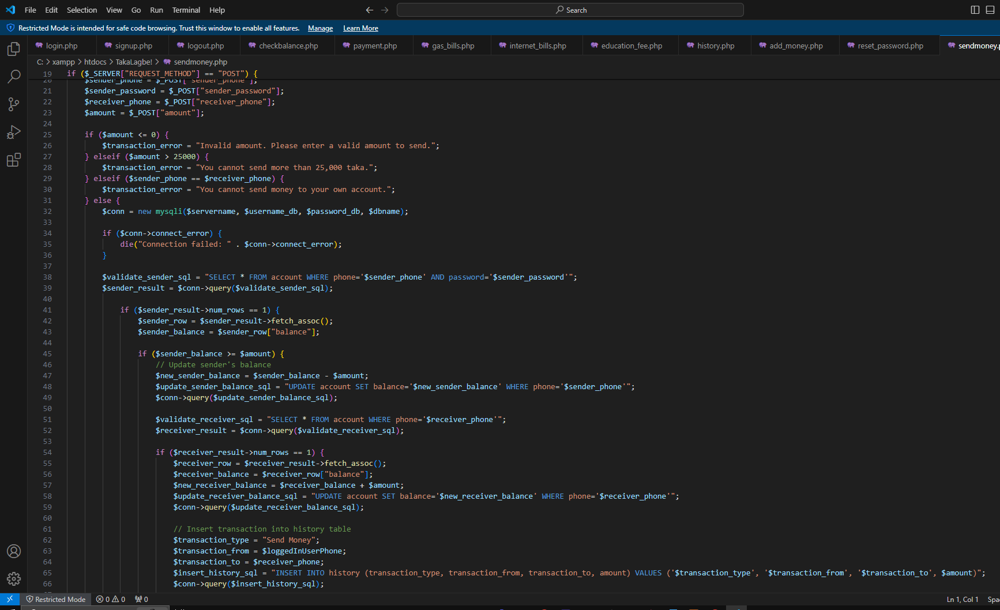 File Edit Selection View Go Run Terminal Help Search
Restricted Mode is intended for safe code browsing. Trust this window to enable all features. Manage Learn More
login.php signup.php logout.php checkbalance.php payment.php gas_bills.php internet_bills.php education_fee.php history.php add_money.php reset_password.php sendmoney.p
C: > xampp > htdocs > TakaLagbe! > sendmoney.php
19 if ($_SERVER["REQUEST_METHOD"] == "POST") {
20 $sender_phone = $_POST["sender_phone"];
21 $sender_password = $_POST["sender_password"];
22 $receiver_phone = $_POST["receiver_phone"];
23 $amount = $_POST["amount"];
24
25 if ($amount <= 0) {
26 $transaction_error = "Invalid amount. Please enter a valid amount to send.";
27 } elseif ($amount > 25000) {
28 $transaction_error = "You cannot send more than 25,000 taka.";
29 } elseif ($sender_phone == $receiver_phone) {
30 $transaction_error = "You cannot send money to your own account.";
31 } else {
32 $conn = new mysqli($servername, $username_db, $password_db, $dbname);
33
34 if ($conn->connect_error) {
35 die("Connection failed: " . $conn->connect_error);
36 }
37
38 $validate_sender_sql = "SELECT * FROM account WHERE phone='$sender_phone' AND password='$sender_password'";
39 $sender_result = $conn->query($validate_sender_sql);
40
41 if ($sender_result->num_rows == 1) {
42 $sender_row = $sender_result->fetch_assoc();
43 $sender_balance = $sender_row["balance"];
44
45 if ($sender_balance >= $amount) {
46 // Update sender's balance
47 $new_sender_balance = $sender_balance - $amount;
48 $update_sender_balance_sql = "UPDATE account SET balance='$new_sender_balance' WHERE phone='$sender_phone'";
49 $conn->query($update_sender_balance_sql);
50
51 $validate_receiver_sql = "SELECT * FROM account WHERE phone='$receiver_phone'";
52 $receiver_result = $conn->query($validate_receiver_sql);
53
54 if ($receiver_result->num_rows == 1) {
55 $receiver_row = $receiver_result->fetch_assoc();
56 $receiver_balance = $receiver_row["balance"];
57 $new_receiver_balance = $receiver_balance + $amount;
58 $update_receiver_balance_sql = "UPDATE account SET balance='$new_receiver_balance' WHERE phone='$receiver_phone'";
59 $conn->query($update_receiver_balance_sql);
60
61 // Insert transaction into history table
62 $transaction_type = "Send Money";
63 $transaction_from = $loggedInUserPhone;
64 $transaction_to = $receiver_phone;
65 $insert_history_sql = "INSERT INTO history (transaction_type, transaction_from, transaction_to, amount) VALUES ('$transaction_type', '$transaction_from', '$transaction_to', $amount)";
66 $conn->query($insert_history_sql);
Restricted Mode 0 0 0 Ln 1, Col 1 Spa